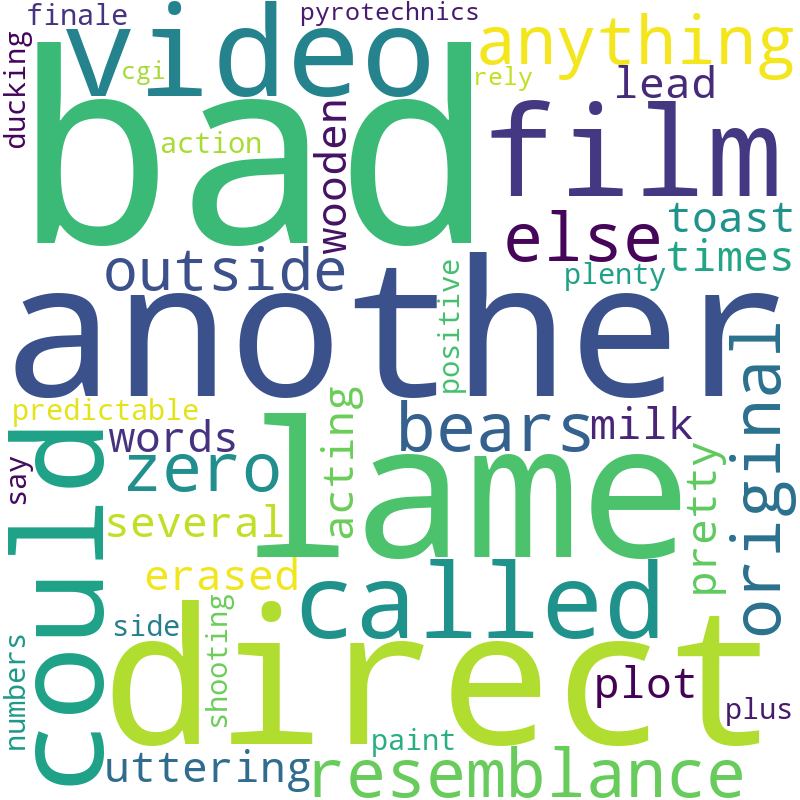 finale
pyrotechnics
video
anything
cgi
rely
lead
ducking
bad
film
action
wooden
else
toast
outside
times
plenty
another
positive
original
predictable
acting
bears
milk
words
could
zero
lame
pretty
say
several
erased
called
side
shooting
direct
numbers
plot
plus
paint
uttering
resemblance